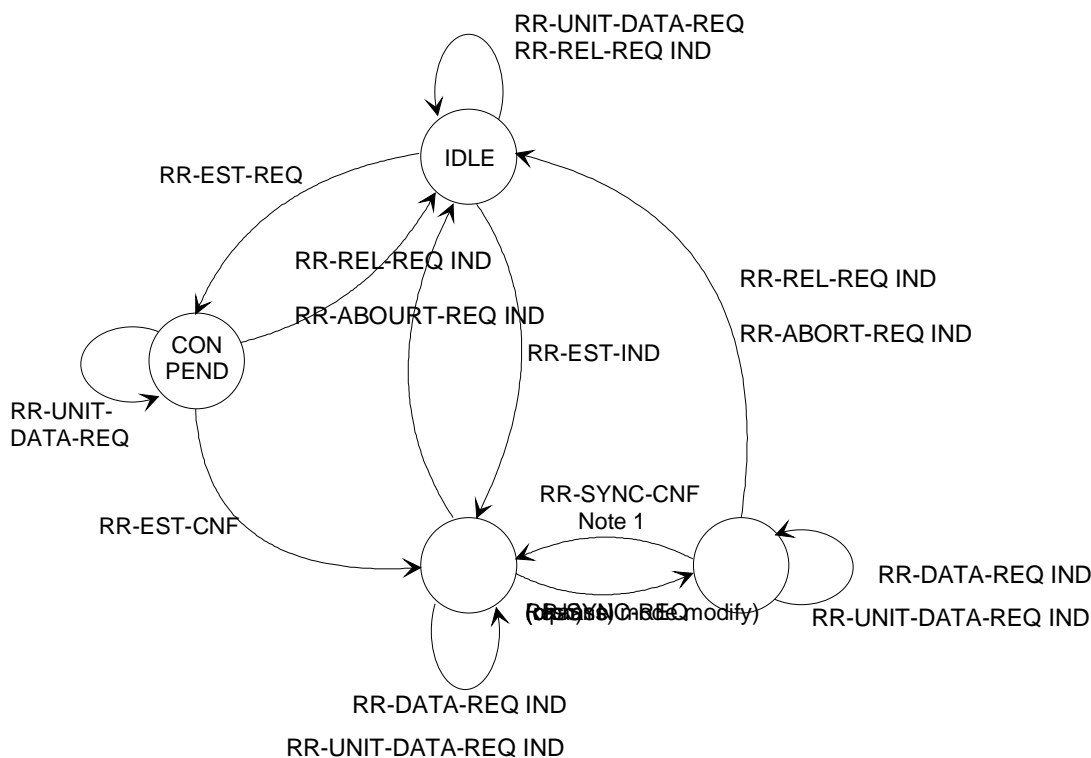 RR-UNIT-DATA-REQ
RR-REL-REQ IND
IDLE
RR-EST-REQ
RR-REL-REQ IND
RR-REL-REQ IND
RR-ABOURT-REQ IND
RR-ABORT-REQ IND
CON
PEND
RR-EST-IND
RR-UNIT-
DATA-REQ
RR-SYNC-CNF
Note 1
RR-EST-CNF
RR-DATA-REQ IND
mode modify)
RR-UNIT-DATA-REQ IND
RR-DATA-REQ IND
RR-UNIT-DATA-REQ IND